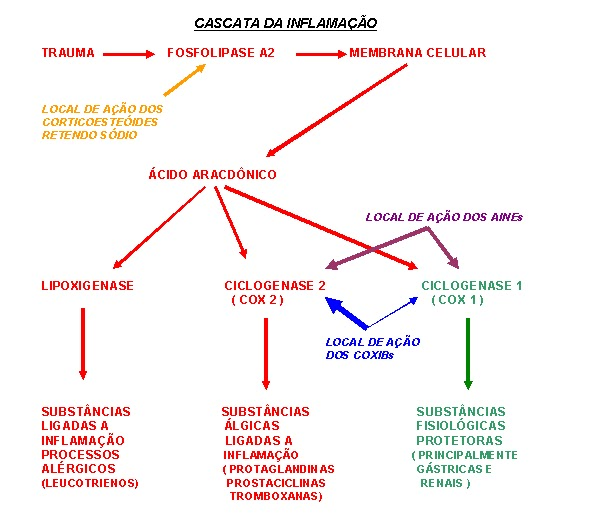 CASCATA DA INFLAMAÇÃO
TRAUMA
FOSFOLIPASE A2
MEMBRANA CELULAR
LOCAL DE AÇÃO DOS
CORTICOESTEÓIDES
RETENDO SÓDIO
ÁCIDO ARACDÔNICO
LOCAL DE AÇÃO DOS AINEs
LIPOXIGENASE
CICLOGENASE 2
( COX 2 )
CICLOGENASE 1
( COX 1 )
LOCAL DE AÇÃO
DOS COXIBs
SUBSTÂNCIAS
LIGADAS A
INFLAMAÇÃO
PROCESSOS
ALÉRGICOS
(LEUCOTRIENOS)
SUBSTÂNCIAS
ÁLGICAS
LIGADAS A
INFLAMAÇÃO
( PROTAGLANDINAS
PROSTACICLINAS
TROMBOXANAS)
SUBSTÂNCIAS
FISIOLÓGICAS
PROTETORAS
( PRINCIPALMENTE
GÁSTRICAS E
RENAIS )